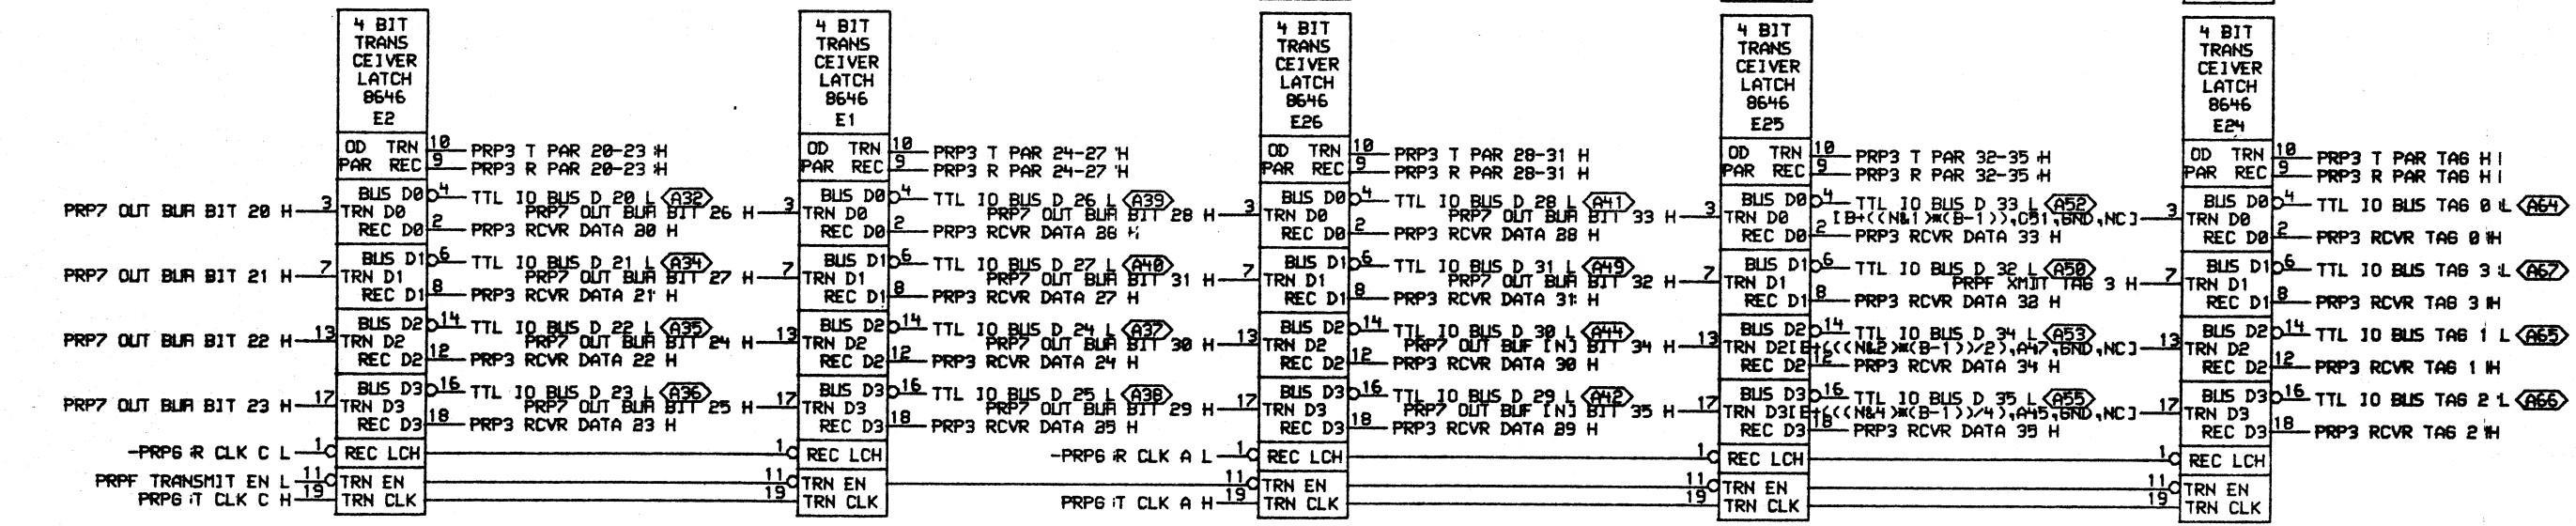 4 BIT
TRANS
CEIVER
LATCH
8646
E2
OD TRN 10 PRP3 T PAR 20-23 H
PAR REC 9 PRP3 R PAR 20-23 H
BUS D0 4 TTL IO BUS D 20 L A32
PRP7 OUT BUR BIT 20 H 3 TRN D0
REC D0 2 PRP3 RCVR DATA 20 H
BUS D1 6 TTL IO BUS D 21 L A34
PRP7 OUT BUR BIT 21 H 7 TRN D1
REC D1 8 PRP3 RCVR DATA 21 H
BUS D2 14 TTL IO BUS D 22 L A35
PRP7 OUT BUR BIT 22 H 13 TRN D2
REC D2 12 PRP3 RCVR DATA 22 H
BUS D3 16 TTL IO BUS D 23 L A36
PRP7 OUT BUR BIT 23 H 17 TRN D3
REC D3 18 PRP3 RCVR DATA 23 H
-PRP6 R CLK C L 1 REC LCH
PRPF TRANSMIT EN L 11 TRN EN
PRP6 T CLK C H 19 TRN CLK
4 BIT
TRANS
CEIVER
LATCH
8646
E1
OD TRN 10 PRP3 T PAR 24-27 H
PAR REC 9 PRP3 R PAR 24-27 H
BUS D0 4 TTL IO BUS D 26 L A39
PRP7 OUT BUR BIT 26 H 3 TRN D0
REC D0 2 PRP3 RCVR DATA 26 H
BUS D1 6 TTL IO BUS D 27 L A40
PRP7 OUT BUR BIT 27 H 7 TRN D1
REC D1 8 PRP3 RCVR DATA 27 H
BUS D2 14 TTL IO BUS D 24 L A37
PRP7 OUT BUR BIT 24 H 13 TRN D2
REC D2 12 PRP3 RCVR DATA 24 H
BUS D3 16 TTL IO BUS D 25 L A38
PRP7 OUT BUR BIT 25 H 17 TRN D3
REC D3 18 PRP3 RCVR DATA 25 H
1 REC LCH
11 TRN EN
19 TRN CLK
4 BIT
TRANS
CEIVER
LATCH
8646
E26
OD TRN 10 PRP3 T PAR 28-31 H
PAR REC 9 PRP3 R PAR 28-31 H
BUS D0 4 TTL IO BUS D 28 L A41
PRP7 OUT BUR BIT 28 H 3 TRN D0
REC D0 2 PRP3 RCVR DATA 28 H
BUS D1 6 TTL IO BUS D 31 L A49
PRP7 OUT BUR BIT 31 H 7 TRN D1
REC D1 8 PRP3 RCVR DATA 31 H
BUS D2 14 TTL IO BUS D 30 L A44
PRP7 OUT BUR BIT 30 H 13 TRN D2
REC D2 12 PRP3 RCVR DATA 30 H
BUS D3 16 TTL IO BUS D 29 L A42
PRP7 OUT BUR BIT 29 H 17 TRN D3
REC D3 18 PRP3 RCVR DATA 29 H
-PRP6 R CLK A L 1 REC LCH
11 TRN EN
PRP6 T CLK A H 19 TRN CLK
4 BIT
TRANS
CEIVER
LATCH
8646
E25
OD TRN 10 PRP3 T PAR 32-35 H
PAR REC 9 PRP3 R PAR 32-35 H
BUS D0 4 TTL IO BUS D 33 L A52
PRP7 OUT BUR BIT 33 H 3 TRN D0
REC D0 2 PRP3 RCVR DATA 33 H
BUS D1 6 TTL IO BUS D 32 L A50
PRP7 OUT BUR BIT 32 H 7 TRN D1
REC D1 8 PRP3 RCVR DATA 32 H
BUS D2 14 TTL IO BUS D 34 L A53
PRP7 OUT BUF [N] BIT 34 H 13 TRN D2
REC D2 12 PRP3 RCVR DATA 34 H
BUS D3 16 TTL IO BUS D 35 L A55
PRP7 OUT BUF [N] BIT 35 H 17 TRN D3
REC D3 18 PRP3 RCVR DATA 35 H
1 REC LCH
11 TRN EN
19 TRN CLK
4 BIT
TRANS
CEIVER
LATCH
8646
E24
OD TRN 10 PRP3 T PAR TAG H
PAR REC 9 PRP3 R PAR TAG H
BUS D0 4 TTL IO BUS TAG 0 L A64
[B+((N&1)*(B-1)),C51,GND,NC] 3 TRN D0
REC D0 2 PRP3 RCVR TAG 0 H
BUS D1 6 TTL IO BUS TAG 3 L A67
PRPF XMIT TAG 3 H 7 TRN D1
REC D1 8 PRP3 RCVR TAG 3 H
BUS D2 14 TTL IO BUS TAG 1 L A65
[B+(((N&2)*(B-1))/2),A47,GND,NC] 13 TRN D2
REC D2 12 PRP3 RCVR TAG 1 H
BUS D3 16 TTL IO BUS TAG 2 L A66
[B+(((N&4)*(B-1))/4),A45,GND,NC] 17 TRN D3
REC D3 18 PRP3 RCVR TAG 2 H
1 REC LCH
11 TRN EN
19 TRN CLK